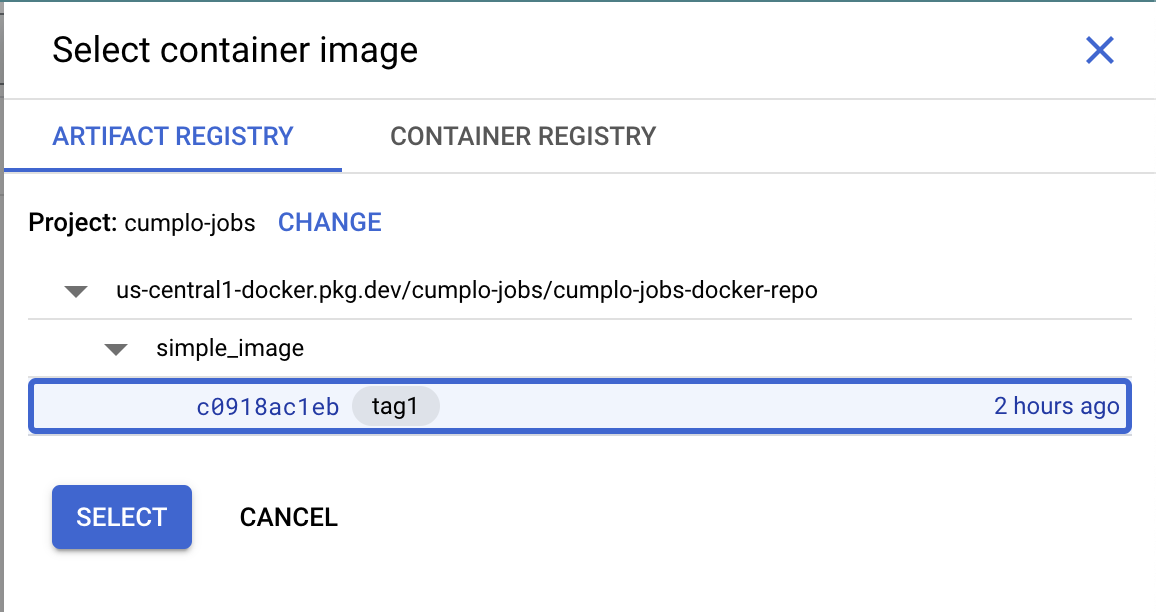 Select container image
ARTIFACT REGISTRY CONTAINER REGISTRY
Project: cumplo-jobs CHANGE
us-central1-docker.pkg.dev/cumplo-jobs/cumplo-jobs-docker-repo
simple_image
c0918ac1eb tag1 2 hours ago
SELECT CANCEL